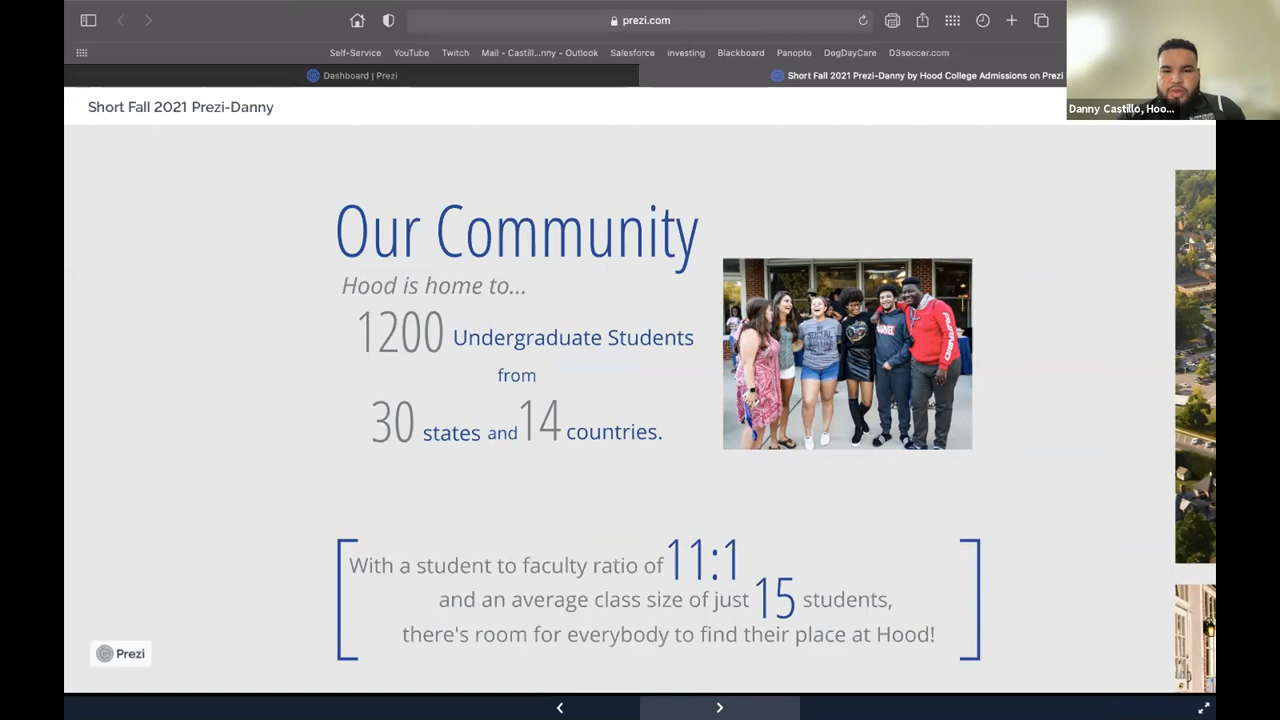 prezi.com
Self-Service YouTube Twitch Mail - Castill...nny - Outlook Salesforce investing Blackboard Panopto DogDayCare D3soccer.com
Dashboard | Prezi
Short Fall 2021 Prezi-Danny by Hood College Admissions on Prezi
Danny Castillo, Hoo...
Short Fall 2021 Prezi-Danny
Our Community
Hood is home to...
1200 Undergraduate Students
from
30 states and 14 countries.
With a student to faculty ratio of 11:1
and an average class size of just 15 students,
there's room for everybody to find their place at Hood!
Prezi